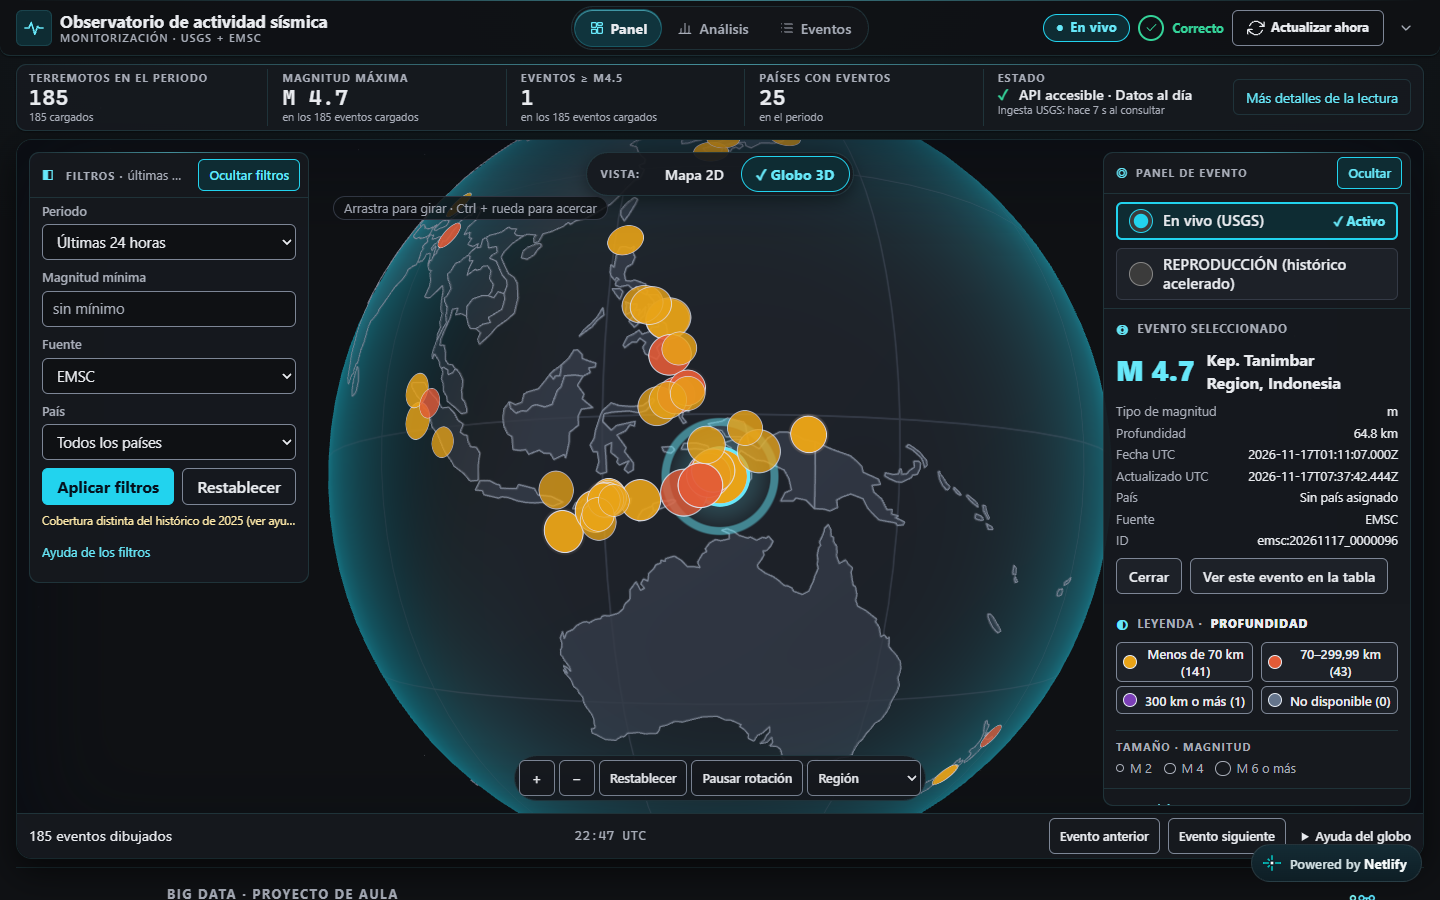 Observatorio de actividad sísmica
MONITORIZACIÓN · USGS + EMSC
Panel
Análisis
Eventos
En vivo
Correcto
Actualizar ahora
TERREMOTOS EN EL PERIODO
185
185 cargados
MAGNITUD MÁXIMA
M 4.7
en los 185 eventos cargados
EVENTOS ≥ M4.5
1
en los 185 eventos cargados
PAÍSES CON EVENTOS
25
en el periodo
ESTADO
✓ API accesible · Datos al día
Ingesta USGS: hace 7 s al consultar
Más detalles de la lectura
FILTROS · últimas ...
Ocultar filtros
Periodo
Últimas 24 horas
Magnitud mínima
sin mínimo
Fuente
EMSC
País
Todos los países
Aplicar filtros
Restablecer
Cobertura distinta del histórico de 2025 (ver ayu...
Ayuda de los filtros
VISTA:
Mapa 2D
✓ Globo 3D
Arrastra para girar · Ctrl + rueda para acercar
+
−
Restablecer
Pausar rotación
Región
PANEL DE EVENTO
Ocultar
En vivo (USGS)
✓ Activo
REPRODUCCIÓN (histórico
acelerado)
EVENTO SELECCIONADO
M 4.7
Kep. Tanimbar
Region, Indonesia
Tipo de magnitud m
Profundidad 64.8 km
Fecha UTC 2026-11-17T01:11:07.000Z
Actualizado UTC 2026-11-17T07:37:42.444Z
País Sin país asignado
Fuente EMSC
ID emsc:20261117_0000096
Cerrar
Ver este evento en la tabla
LEYENDA · PROFUNDIDAD
Menos de 70 km
(141)
70–299,99 km
(43)
300 km o más (1)
No disponible (0)
TAMAÑO · MAGNITUD
M 2
M 4
M 6 o más
185 eventos dibujados
22:47 UTC
Evento anterior
Evento siguiente
Ayuda del globo
Powered by Netlify
BIG DATA · PROYECTO DE AULA